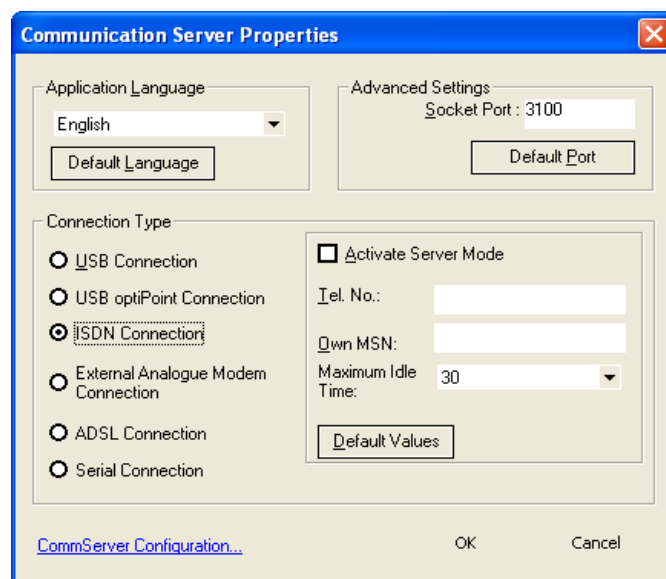 Communication Server Properties
Application Language
English
Default Language
Advanced Settings
Socket Port : 3100
Default Port
Connection Type
USB Connection
USB optiPoint Connection
ISDN Connection
External Analogue Modem
Connection
ADSL Connection
Serial Connection
Activate Server Mode
Tel. No.:
Own MSN:
Maximum Idle
Time:
30
Default Values
CommServer Configuration...
OK
Cancel